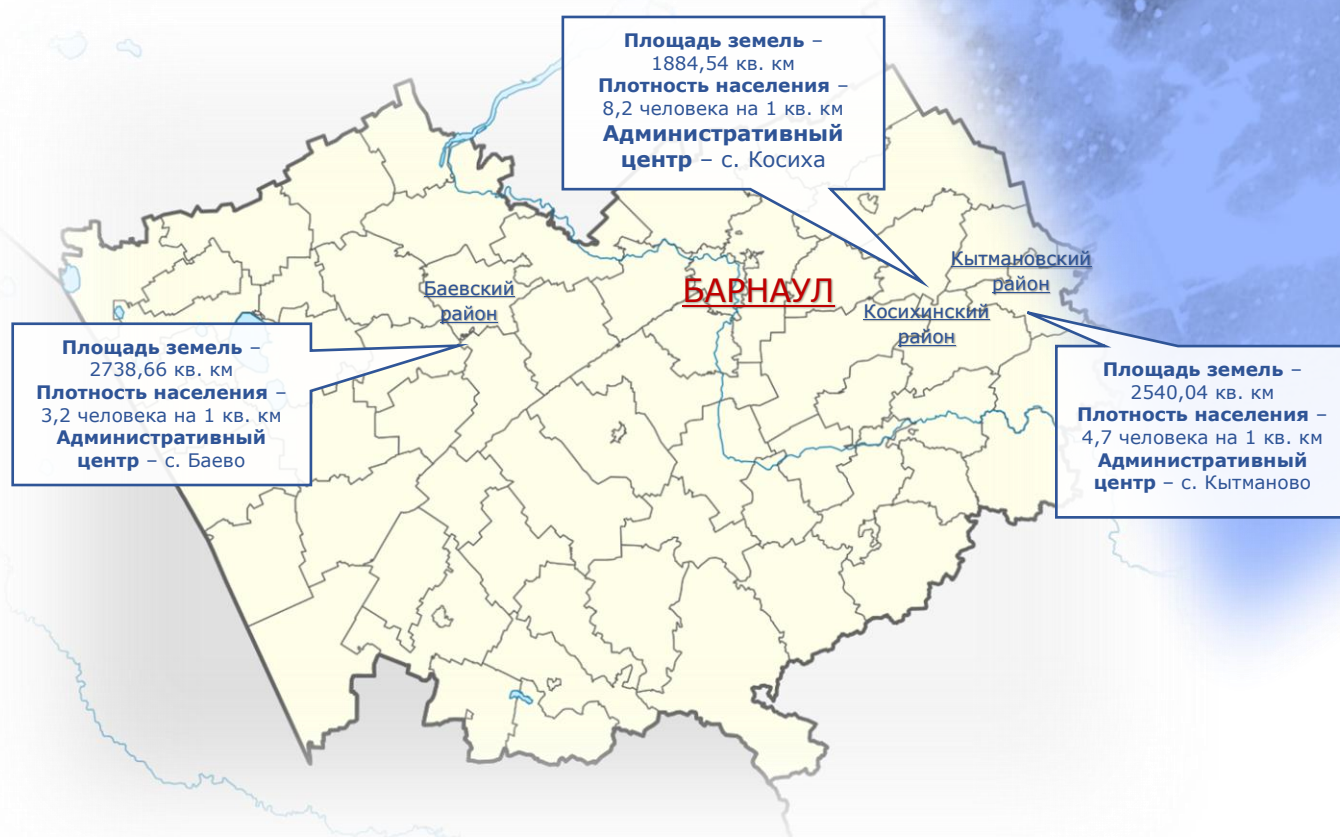 Площадь земель –
1884,54 кв. км
Плотность населения –
8,2 человека на 1 кв. км
Административный
центр – с. Косиха
Кытмановский
район
Баевский
район
БАРНАУЛ
Косихинский
район
Площадь земель –
2738,66 кв. км
Плотность населения –
3,2 человека на 1 кв. км
Административный
центр – с. Баево
Площадь земель –
2540,04 кв. км
Плотность населения –
4,7 человека на 1 кв. км
Административный
центр – с. Кытманово